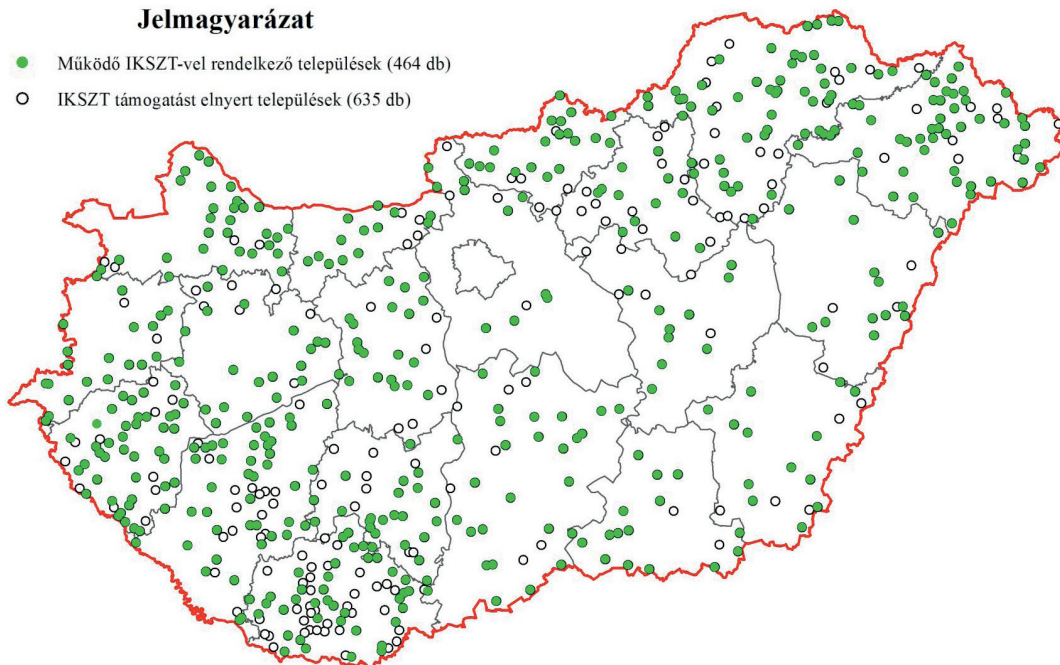 Jelmagyarázat
Működő IKSZT-vel rendelkező települések (464 db)
IKSZT támogatást elnyert települések (635 db)